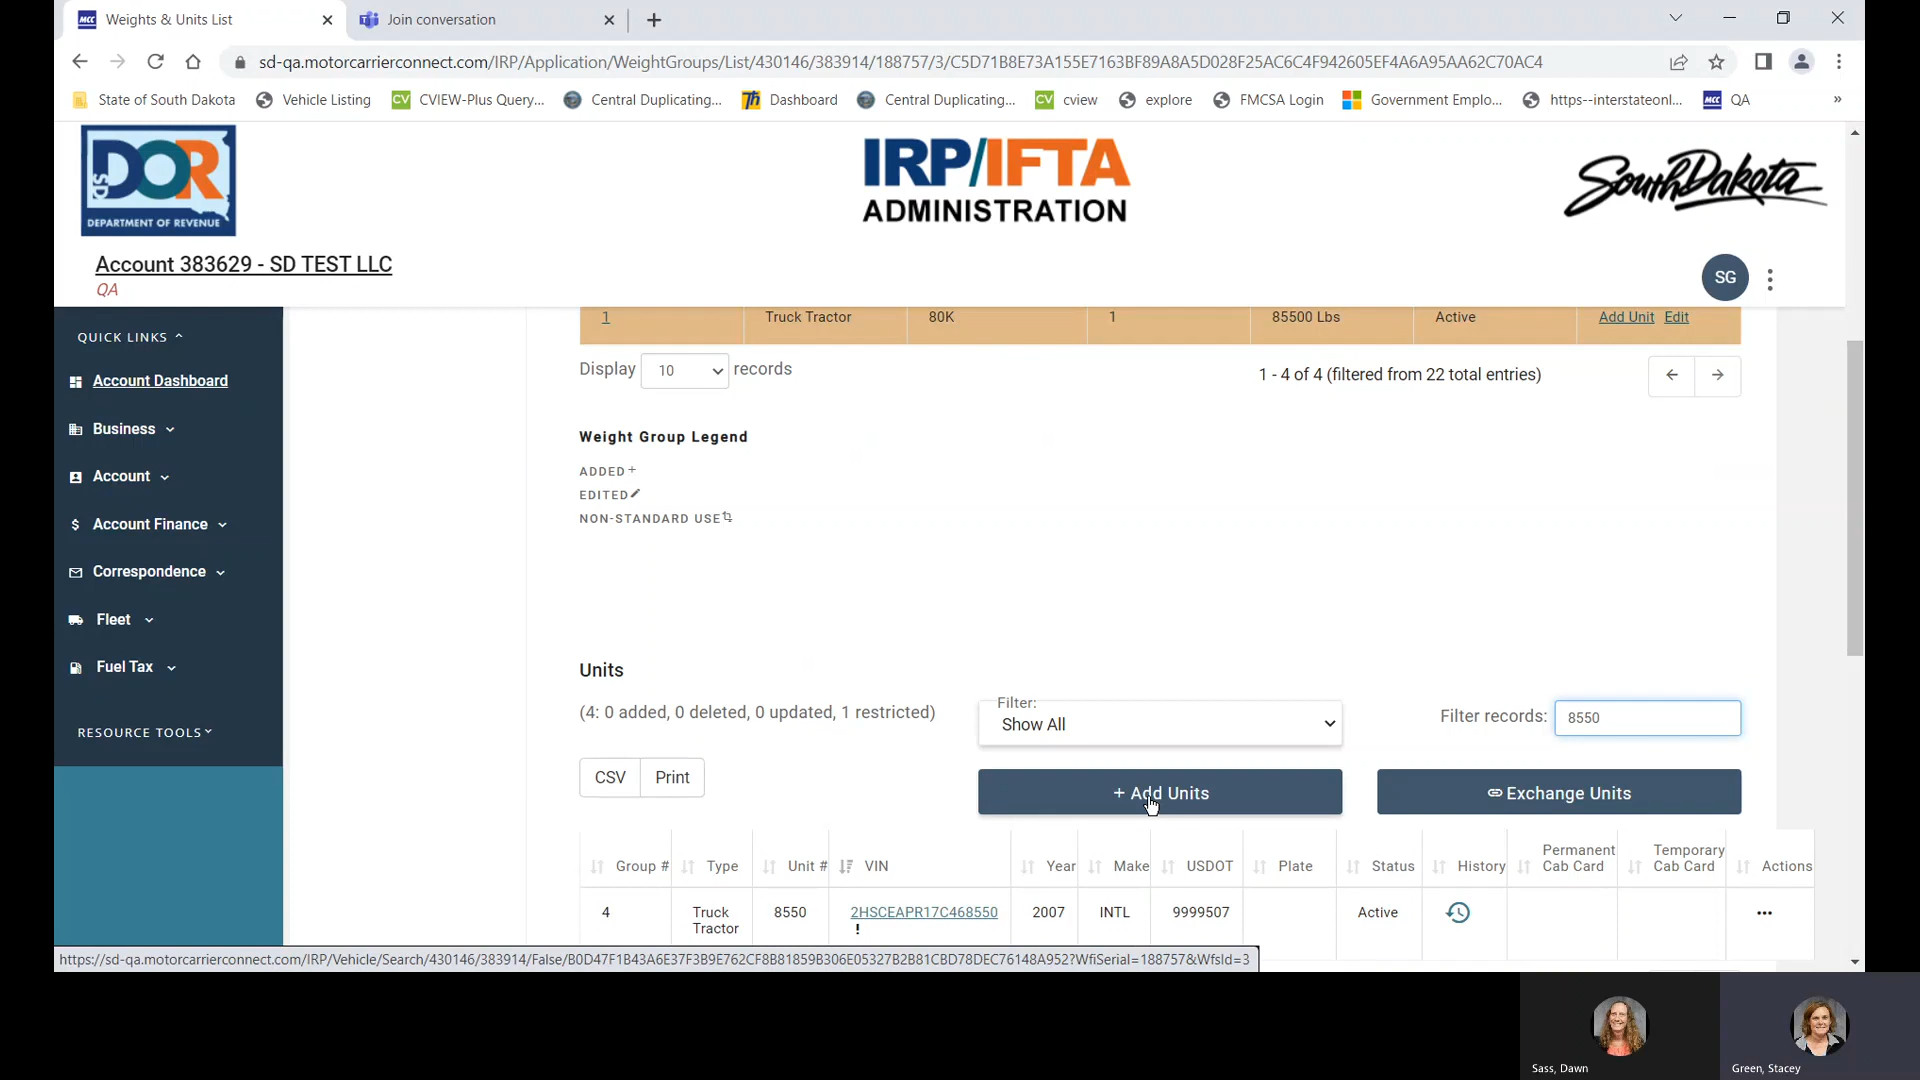 Weights & Units List
Join conversation
sd-qa.motorcarrierconnect.com/IRP/Application/WeightGroups/List/430146/383914/188757/3/C5D71B8E73A155E7163BF89A8A5D028F25AC6C4F942605EF4A6A95AA62C70AC4
State of South Dakota
Vehicle Listing
CV CVIEW-Plus Query...
Central Duplicating...
Th Dashboard
Central Duplicating...
CV cview
explore
FMCSA Login
Government Emplo...
https--interstateonl...
MCC QA
»
SD DOR
DEPARTMENT OF REVENUE
IRP/IFTA
ADMINISTRATION
South Dakota
Account 383629 - SD TEST LLC
QA
SG
QUICK LINKS
Account Dashboard
Business
Account
$ Account Finance
Correspondence
Fleet
Fuel Tax
RESOURCE TOOLS
1 Truck Tractor 80K 1 85500 Lbs Active Add Unit Edit
Display 10 records
1 - 4 of 4 (filtered from 22 total entries)
Weight Group Legend
ADDED+
EDITED
NON-STANDARD USE
Units
(4: 0 added, 0 deleted, 0 updated, 1 restricted)
Filter:
Show All
Filter records: 8550
CSV Print
+ Add Units
Exchange Units
Group # Type Unit # VIN Year Make USDOT Plate Status History Permanent Cab Card Temporary Cab Card Actions
4 Truck Tractor 8550 2HSCEAPR17C468550 ! 2007 INTL 9999507 Active ...
https://sd-qa.motorcarrierconnect.com/IRP/Vehicle/Search/430146/383914/False/B0D47F1B43A6E37F3B9E762CF8B81859B306E05327B2B81CBD78DEC76148A952?WfiSerial=188757&WfsId=3
Sass, Dawn
Green, Stacey